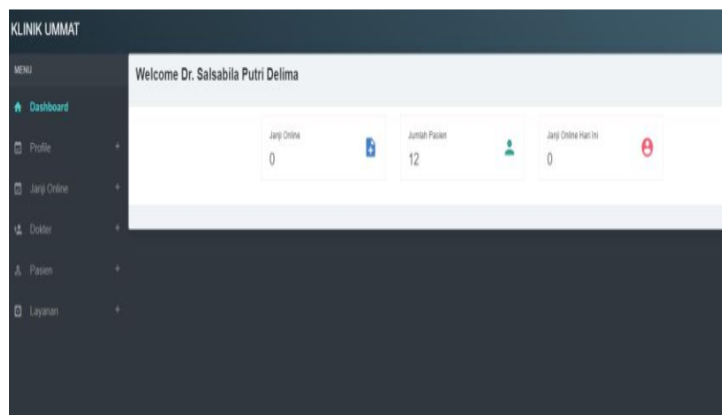 KLINIK UMMAT
MENU
Dashboard
Profile +
Janji Online +
Dokter +
Pasien +
Layanan +
Welcome Dr. Salsabila Putri Delima
Janji Online
0
Jumlah Pasien
12
Janji Online Hari Ini
0